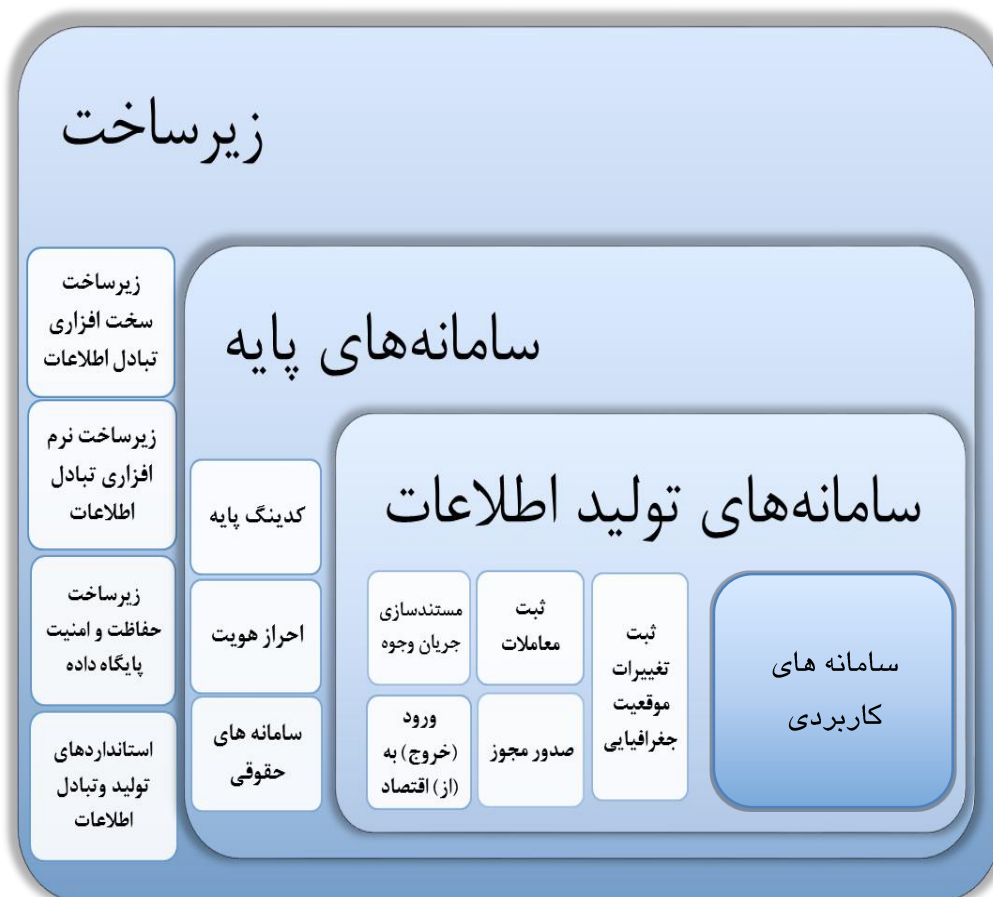 زیرساخت
زیرساخت
سخت افزاری
تبادل اطلاعات
زیرساخت نرم
افزاری تبادل
اطلاعات
زیرساخت
حفاظت و امنیت
پایگاه داده
استانداردهای
تولید وتبادل
اطلاعات
سامانه‌های پایه
کدینگ پایه
احراز هویت
سامانه های
حقوقی
سامانه‌های تولید اطلاعات
مستندسازی
جریان وجوه
ثبت
معاملات
ثبت
تغییرات
موقعیت
جغرافیایی
ورود
(خروج) به
(از) اقتصاد
صدور مجوز
سامانه های
کاربردی